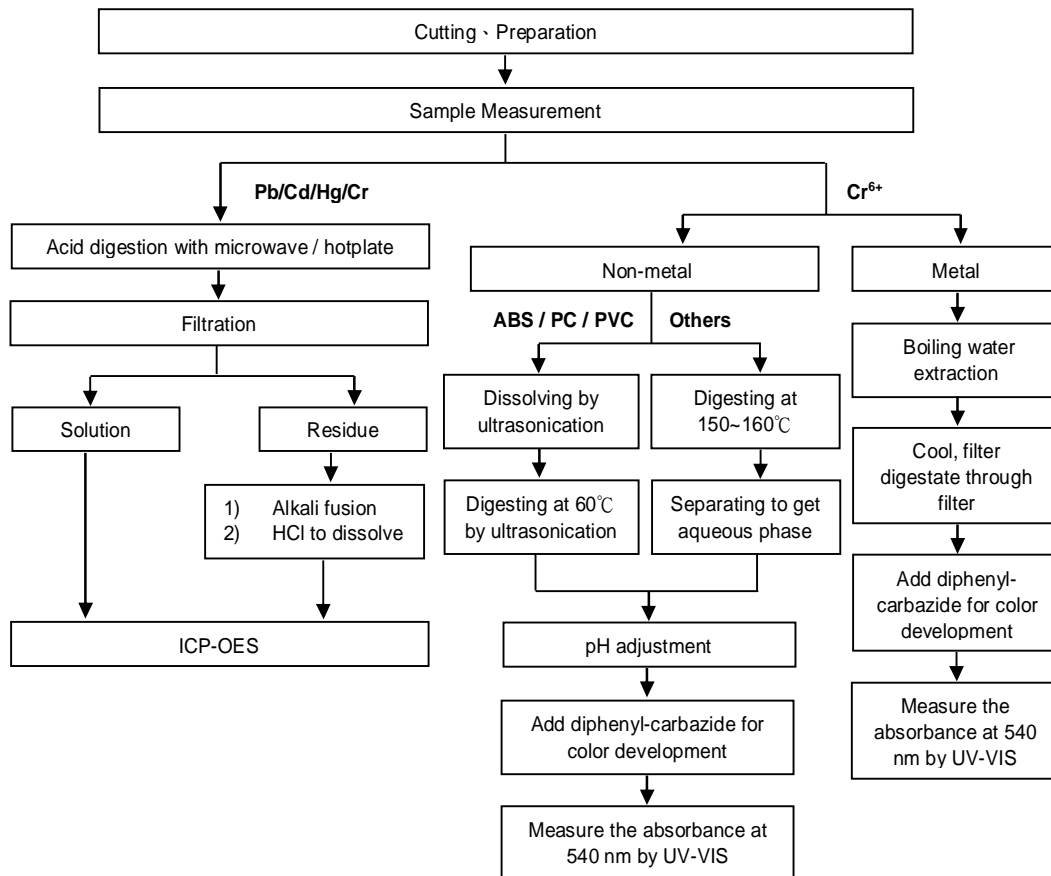 Cutting、Preparation
Sample Measurement
Pb/Cd/Hg/Cr
Cr⁶⁺
Acid digestion with microwave / hotplate
Filtration
Solution
Residue
1) Alkali fusion
2) HCl to dissolve
ICP-OES
Non-metal
ABS / PC / PVC
Others
Dissolving by
ultrasonication
Digesting at 60℃
by ultrasonication
Digesting at
150~160℃
Separating to get
aqueous phase
pH adjustment
Add diphenyl-carbazide for
color development
Measure the absorbance at
540 nm by UV-VIS
Metal
Boiling water
extraction
Cool, filter
digestate through
filter
Add diphenyl-
carbazide for color
development
Measure the
absorbance at 540
nm by UV-VIS